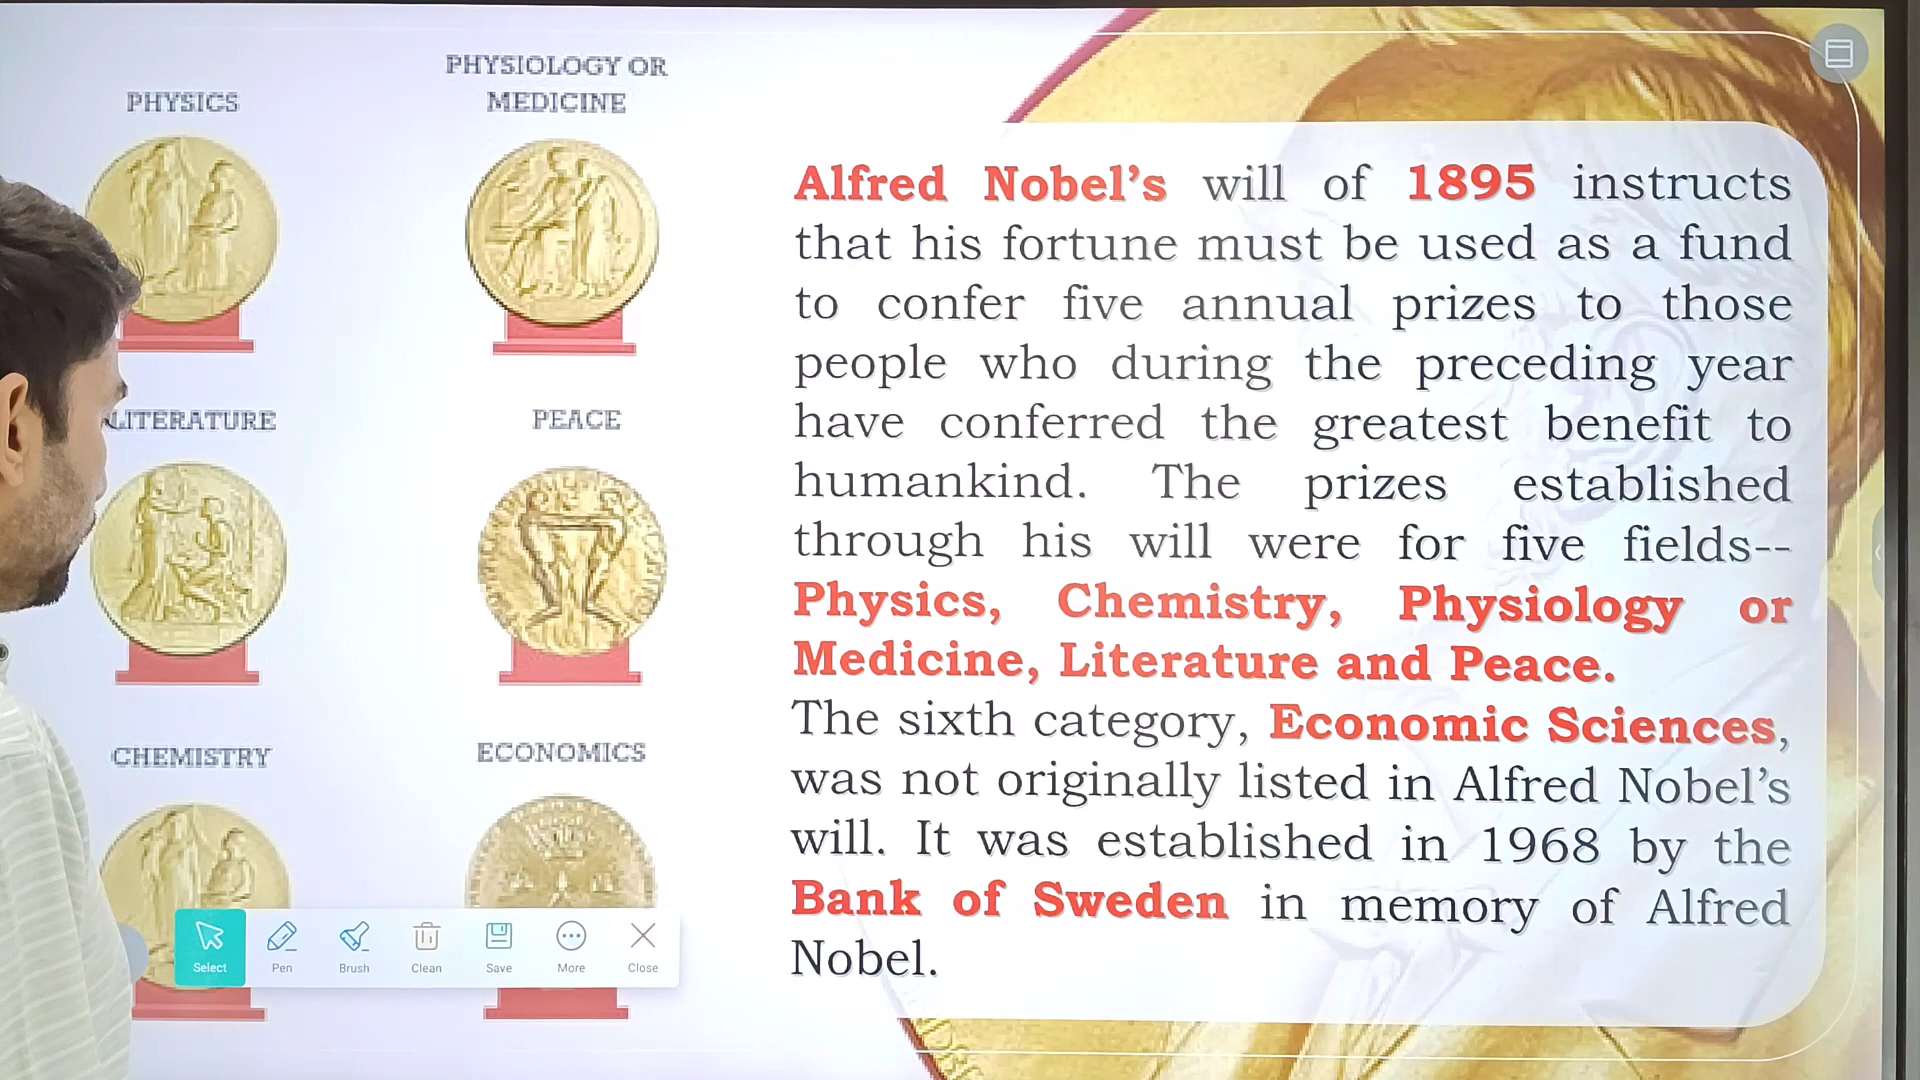 PHYSICS
PHYSIOLOGY OR
MEDICINE
LITERATURE
PEACE
CHEMISTRY
ECONOMICS
Alfred Nobel's will of 1895 instructs
that his fortune must be used as a fund
to confer five annual prizes to those
people who during the preceding year
have conferred the greatest benefit to
humankind. The prizes established
through his will were for five fields--
Physics, Chemistry, Physiology or
Medicine, Literature and Peace.
The sixth category, Economic Sciences,
was not originally listed in Alfred Nobel's
will. It was established in 1968 by the
Bank of Sweden in memory of Alfred
Nobel.
Select Pen Brush Clean Save More Close